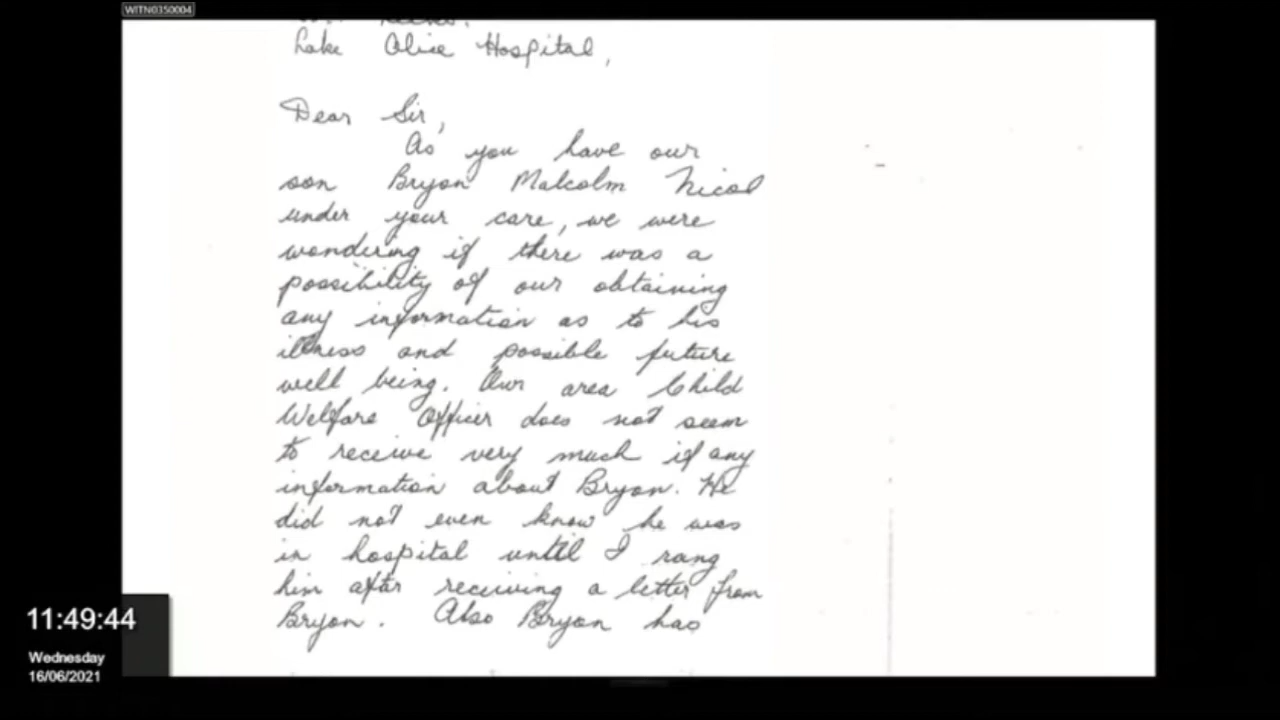 WITN0350004
Lake Alice Hospital,
Dear Sir,
As you have our
son Bryon Malcolm Nicol
under your care, we were
wondering if there was a
possibility of our obtaining
any information as to his
illness and possible future
well being. Our area Child
Welfare Officer does not seem
to receive very much if any
information about Bryon. He
did not even know he was
in hospital until I rang
him after receiving a letter from
Bryon. Also Bryon has
11:49:44
Wednesday
16/06/2021